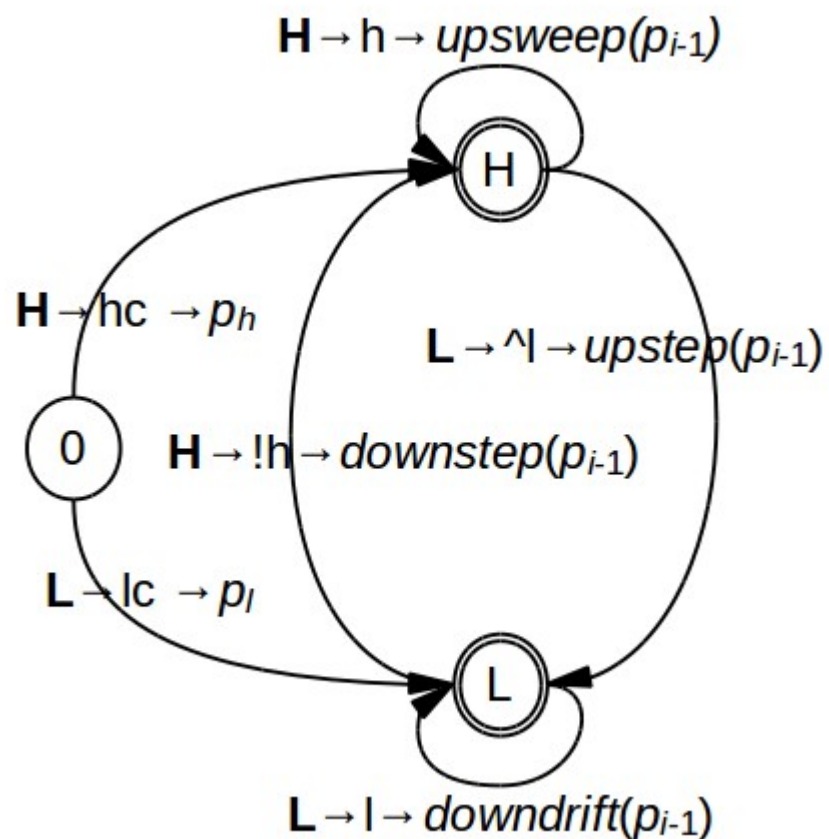 H→h→upsweep(pi-1)
H
H→hc →ph
L→^l→upstep(pi-1)
0
H→!h→downstep(pi-1)
L→lc →pl
L
L→l→downdrift(pi-1)